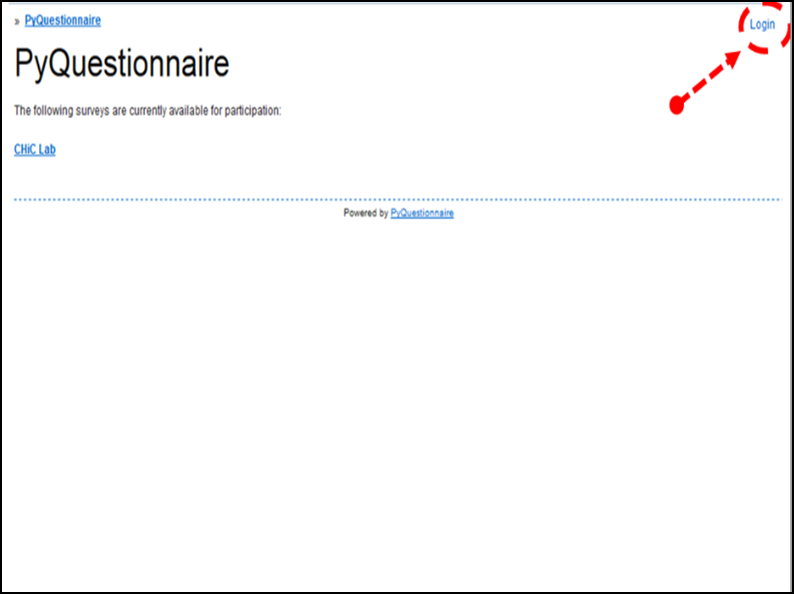 » PyQuestionnaire
Login
PyQuestionnaire
The following surveys are currently available for participation:
CHiC Lab
Powered by PyQuestionnaire